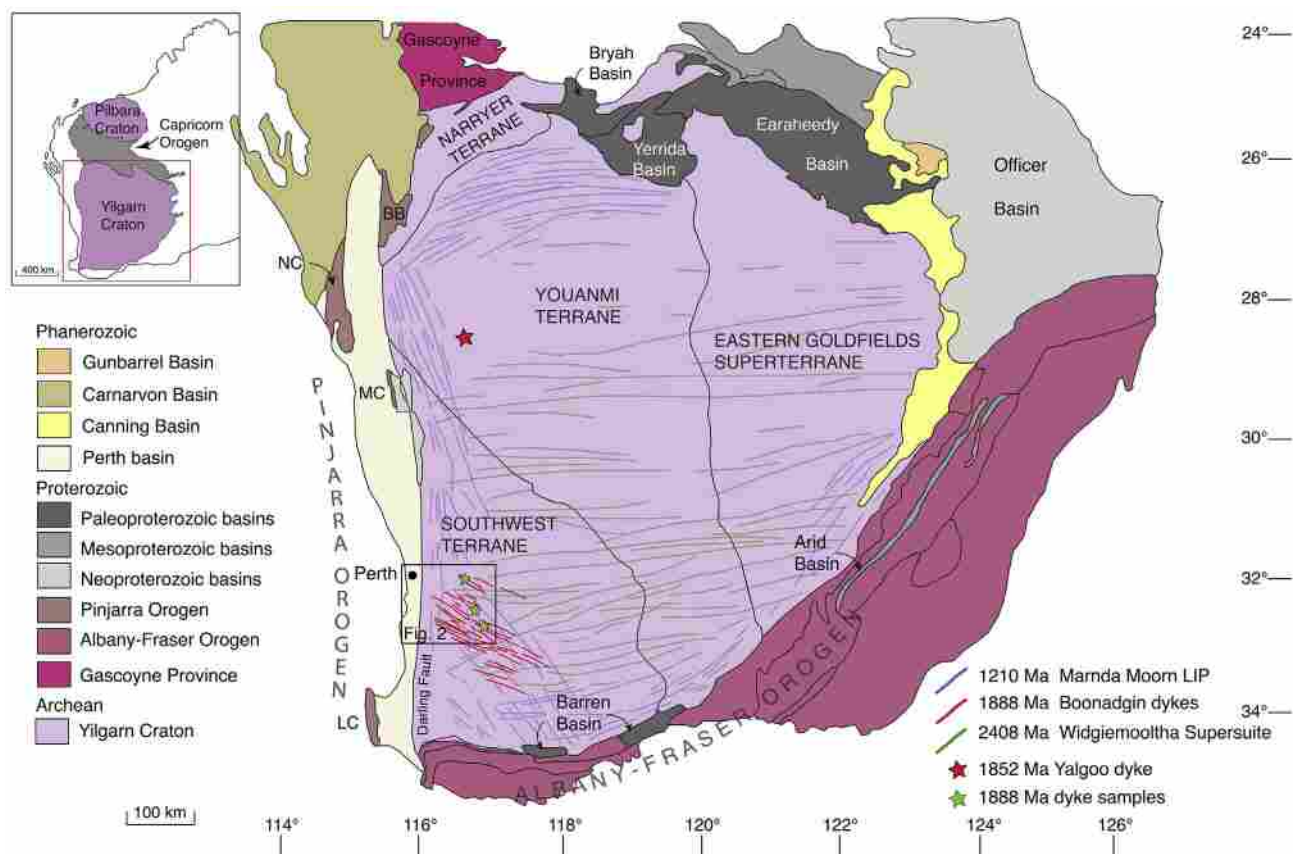 Pilbara
Craton
Capricorn
Orogen
Yilgarn
Craton
400 km
Phanerozoic
Gunbarrel Basin
Carnarvon Basin
Canning Basin
Perth basin
Proterozoic
Paleoproterozoic basins
Mesoproterozoic basins
Neoproterozoic basins
Pinjarra Orogen
Albany-Fraser Orogen
Gascoyne Province
Archean
Yilgarn Craton
100 km
Gascoyne
Province
Bryah
Basin
NARRYER
TERRANE
Yerrida
Basin
Earaheedy
Basin
Officer
Basin
BB
NC
YOUANMI
TERRANE
EASTERN GOLDFIELDS
SUPERTERRANE
MC
PINJARRA OROGEN
SOUTHWEST
TERRANE
Perth
Fig. 2
Darling Fault
LC
Arid
Basin
Barren
Basin
ALBANY-FRASER OROGEN
1210 Ma Marnda Moorn LIP
1888 Ma Boonadgin dykes
2408 Ma Widgiemooltha Supersuite
1852 Ma Yalgoo dyke
1888 Ma dyke samples
24°
26°
28°
30°
32°
34°
114°
116°
118°
120°
122°
124°
126°